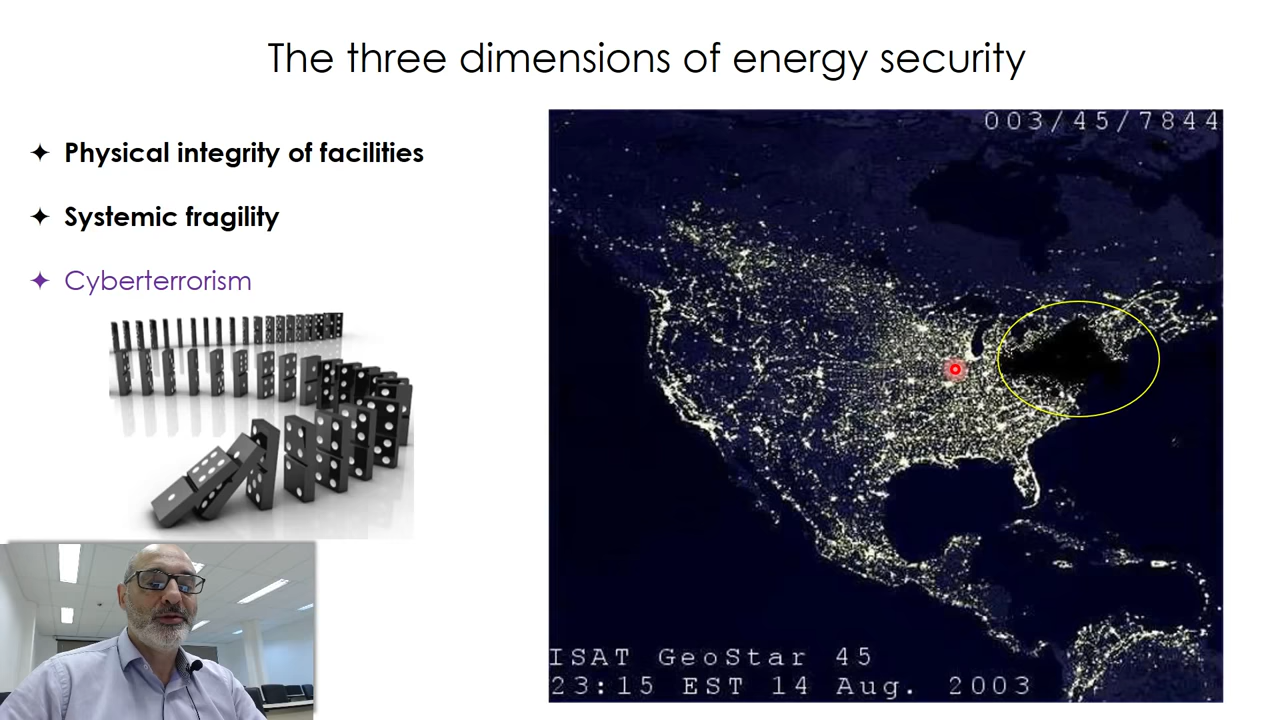 The three dimensions of energy security
Physical integrity of facilities
Systemic fragility
Cyberterrorism
003/45/7844
ISAT GeoStar 45
23:15 EST 14 Aug. 2003